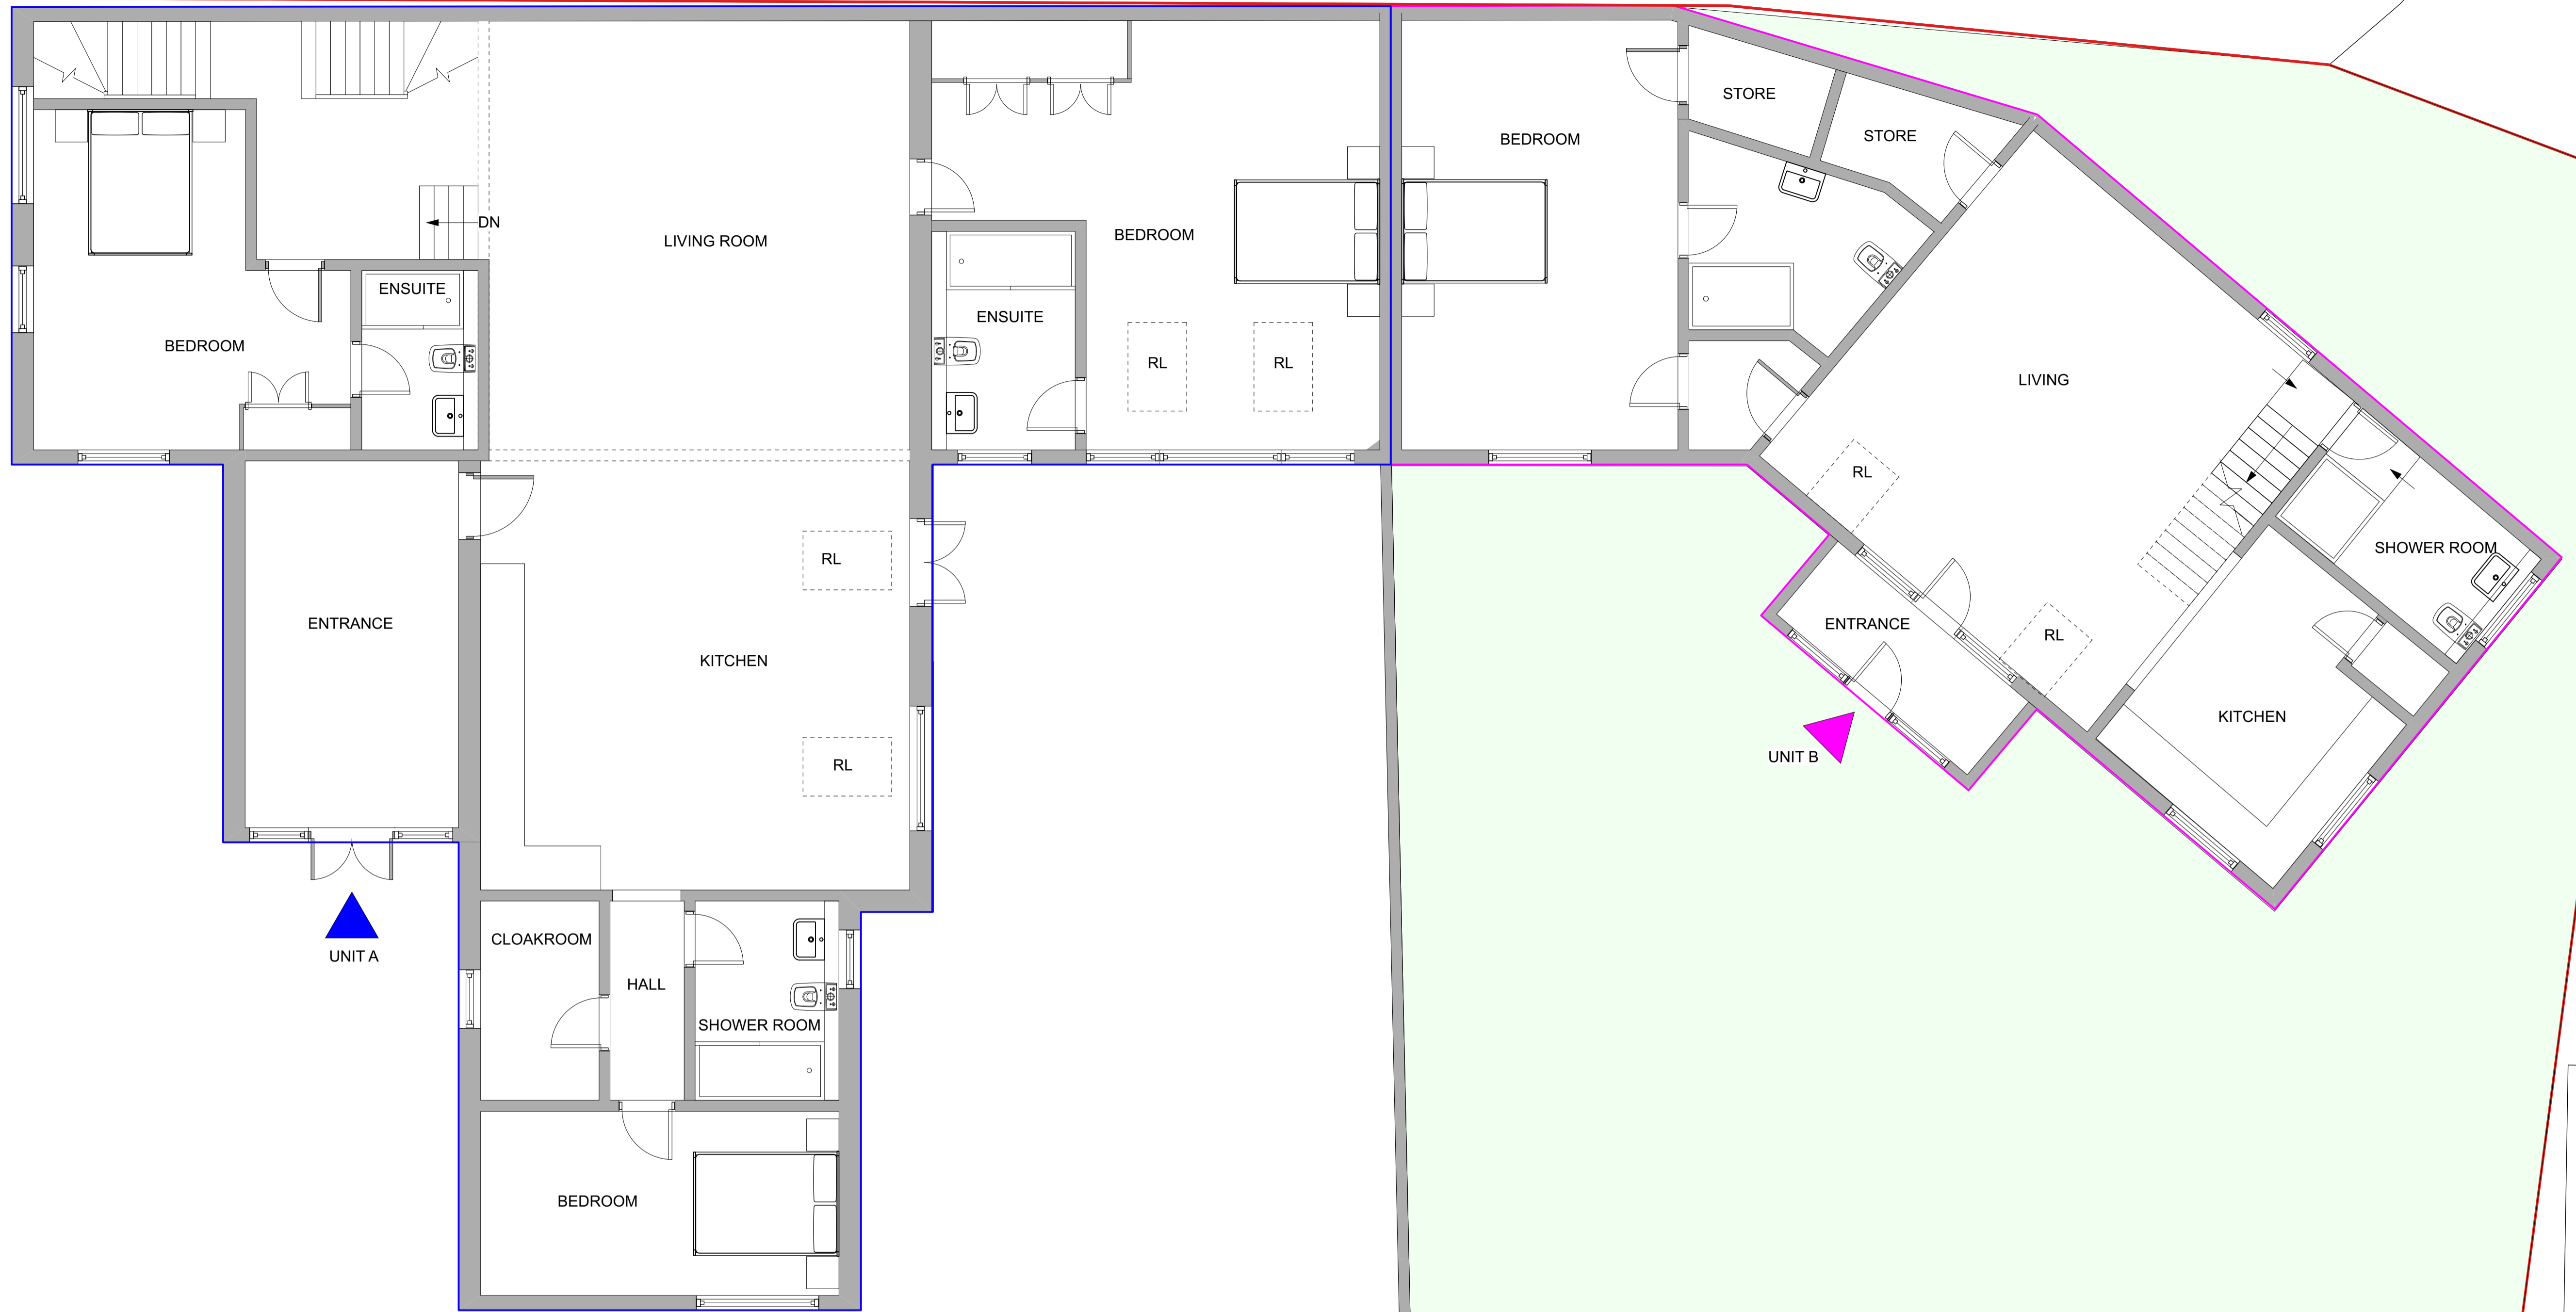 STORE
BEDROOM
STORE
DN
LIVING ROOM
BEDROOM
ENSUITE
ENSUITE
BEDROOM
RL
RL
LIVING
RL
SHOWER ROOM
RL
ENTRANCE
ENTRANCE
RL
KITCHEN
KITCHEN
UNIT B
RL
CLOAKROOM
UNIT A
HALL
SHOWER ROOM
BEDROOM